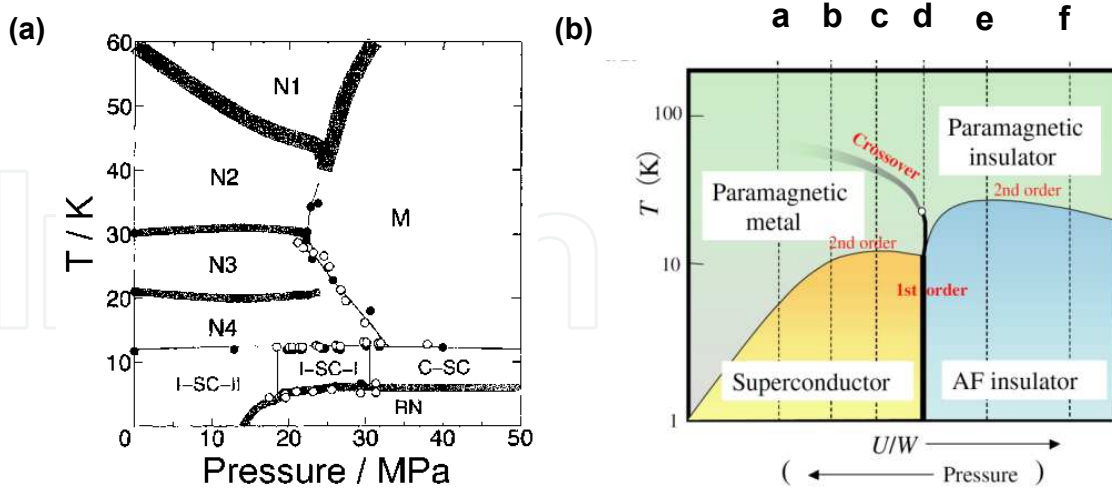 (a)
60
50
40
30
20
10
0
T / K
N1
N2
M
N3
N4
I–SC–II
I–SC–I
C–SC
RN
0 10 20 30 40 50
Pressure / MPa
(b)
a b c d e f
100
10
1
T (K)
Crossover
Paramagnetic
insulator
Paramagnetic
metal
2nd order
2nd order
1st order
Superconductor
AF insulator
U/W
( Pressure )